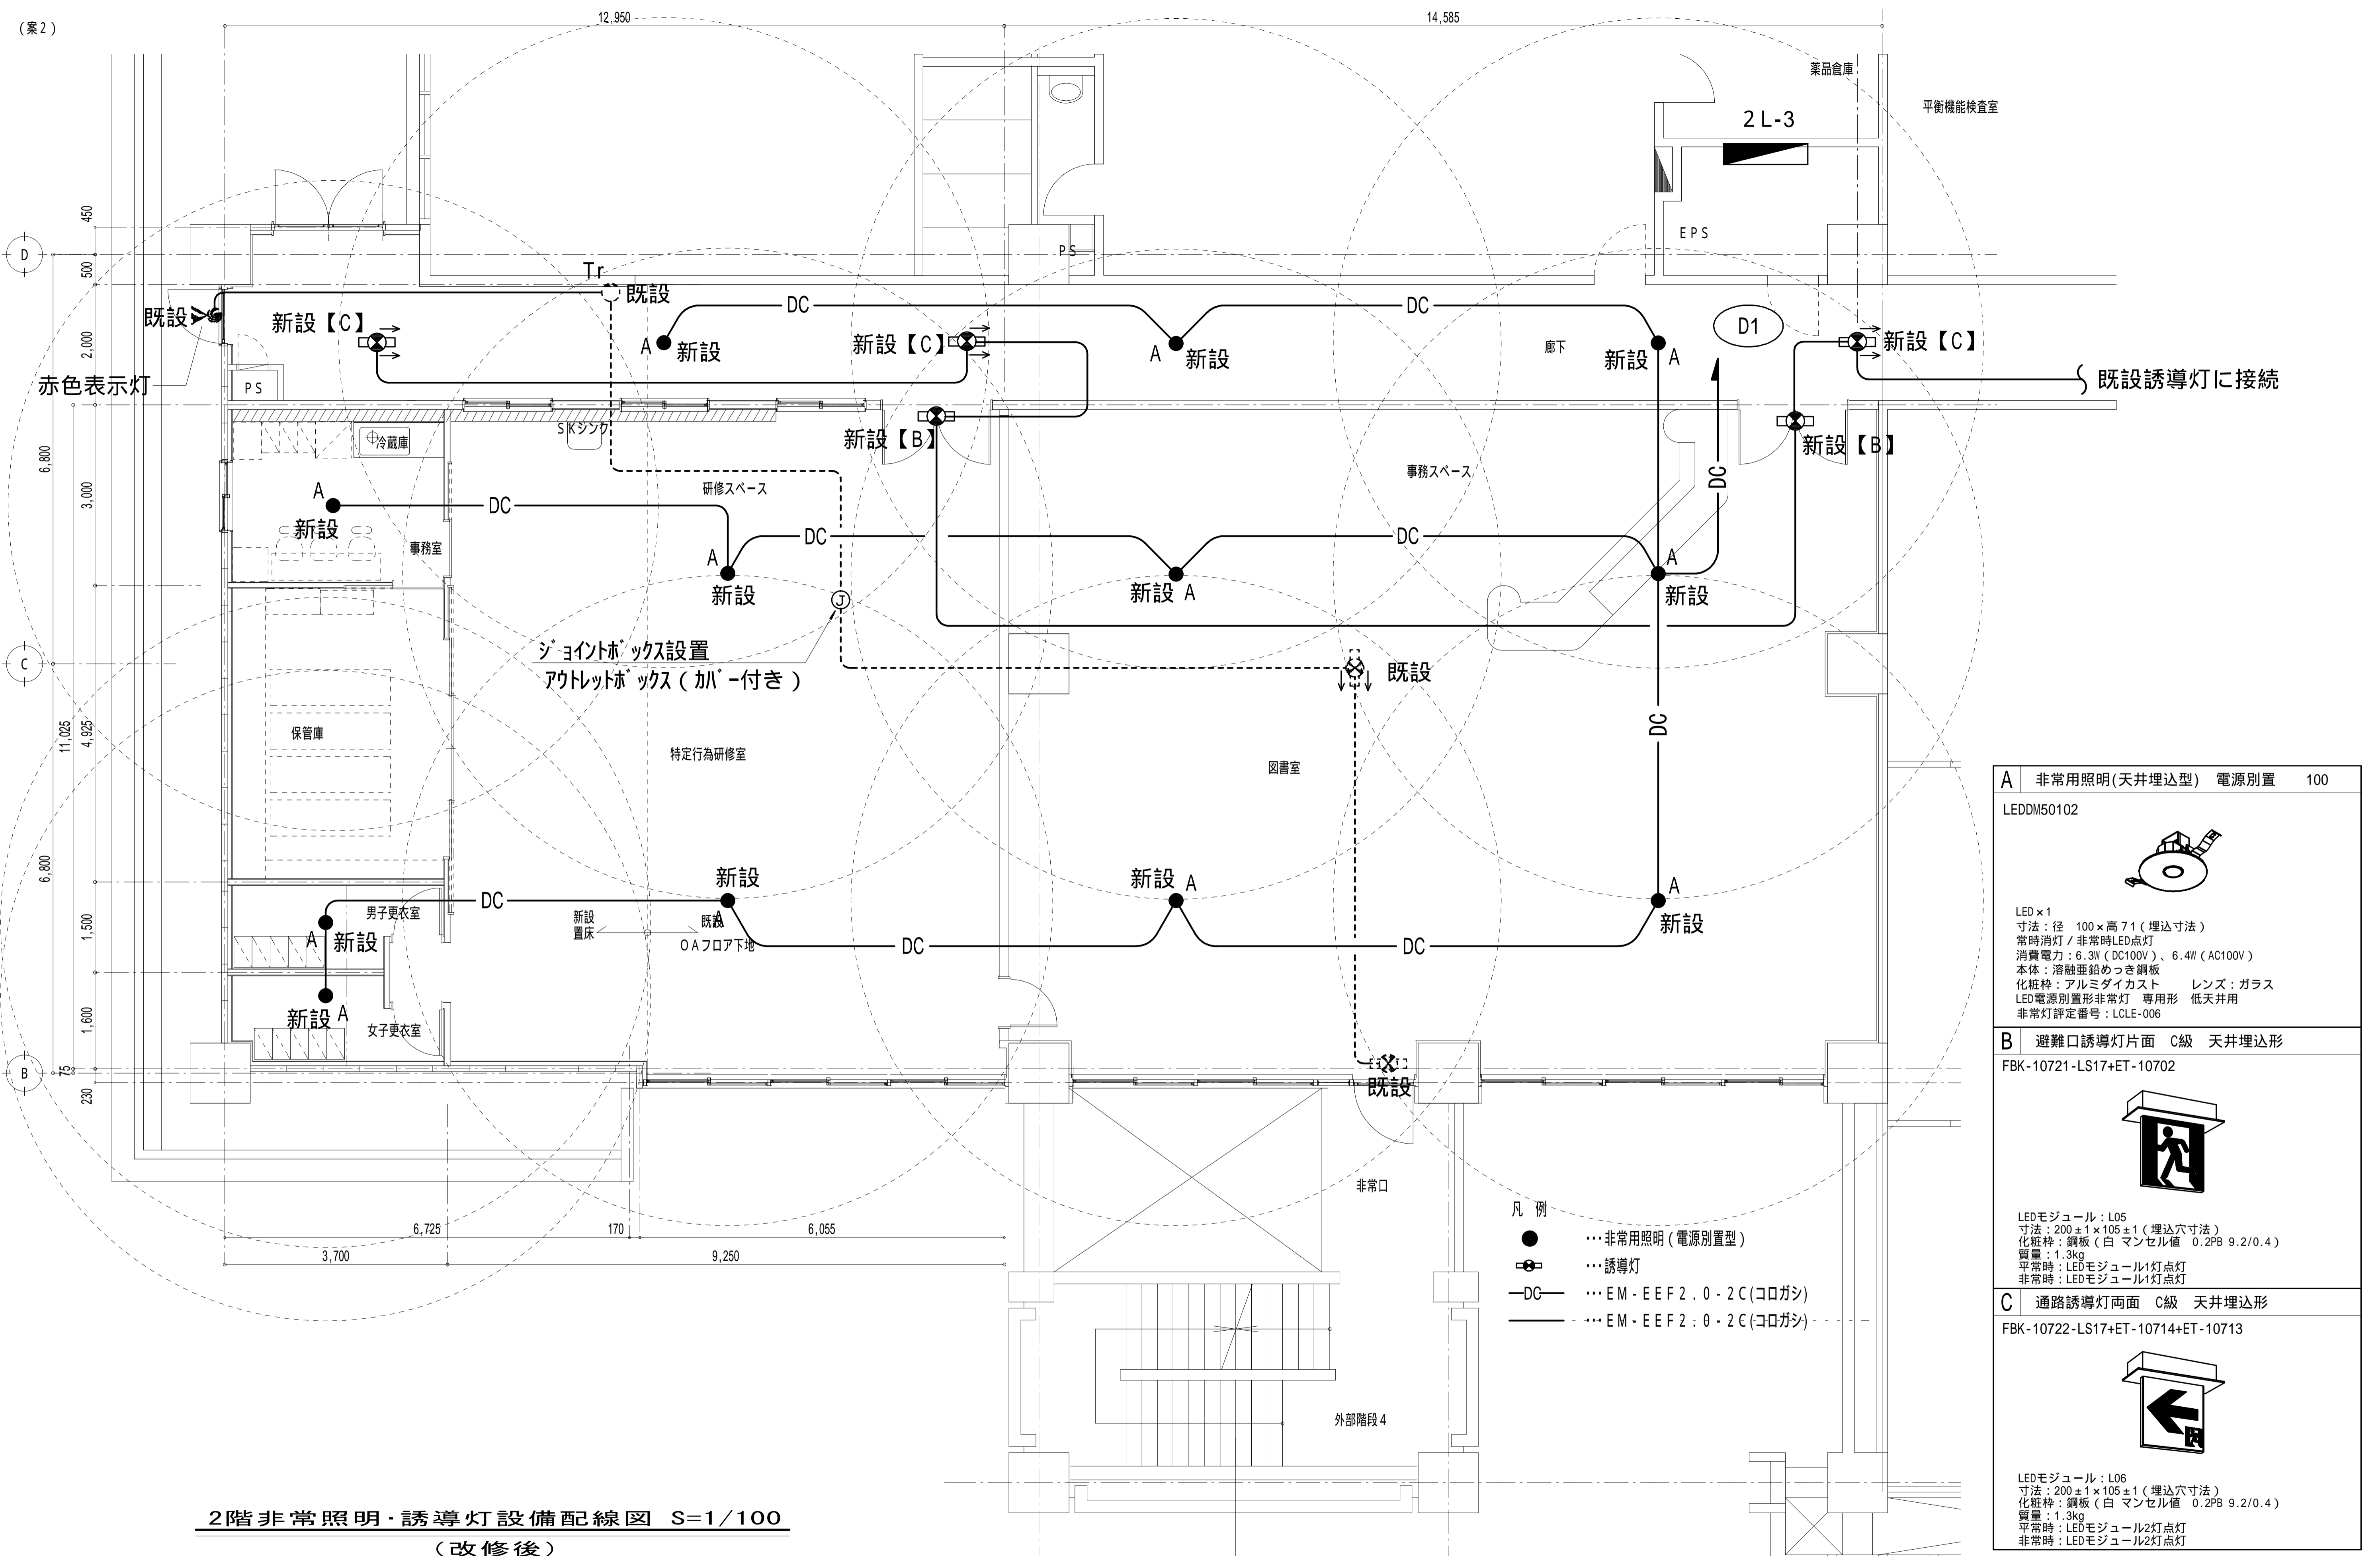 (案2)
12,950
14,585
薬品倉庫
平衡機能検査室
2L-3
450
D
500
PS
EPS
Tr
既設
DC
DC
既設
新設【C】
2,000
A
新設
新設【C】
A
新設
廊下
新設
A
D1
新設【C】
赤色表示灯
PS
既設誘導灯に接続
冷蔵庫
SKシンク
新設【B】
新設【B】
6,800
3,000
研修スペース
事務スペース
DC
A
新設
DC
事務室
DC
DC
A
新設
新設 A
A
新設
J
ジョイントボックス設置
アウトレットボックス(カバー付き)
C
既設
11,025
4,925
保管庫
特定行為研修室
図書室
DC
6,800
新設
A
新設 A
A
新設
DC
男子更衣室
A
新設
新設
置床
既設
OAフロア下地
DC
DC
1,500
1,600
新設 A
女子更衣室
B
75
230
既設
非常口
6,725
170
6,055
3,700
9,250
外部階段4
凡 例
・・・非常用照明(電源別置型)
・・・誘導灯
DC ・・・EM-EEF2.0-2C(コロガシ)
・・・EM-EEF2.0-2C(コロガシ)
A 非常用照明(天井埋込型) 電源別置 100
LEDDM50102
LED×1
寸法:径 100×高71(埋込寸法)
常時消灯/非常時LED点灯
消費電力:6.3W(DC100V)、6.4W(AC100V)
本体:溶融亜鉛めっき鋼板
化粧枠:アルミダイカスト レンズ:ガラス
LED電源別置形非常灯 専用形 低天井用
非常灯評定番号:LCLE-006
B 避難口誘導灯片面 C級 天井埋込形
FBK-10721-LS17+ET-10702
LEDモジュール:L05
寸法:200±1×105±1(埋込穴寸法)
化粧枠:鋼板(白 マンセル値 0.2PB 9.2/0.4)
質量:1.3kg
平常時:LEDモジュール1灯点灯
非常時:LEDモジュール1灯点灯
C 通路誘導灯両面 C級 天井埋込形
FBK-10722-LS17+ET-10714+ET-10713
LEDモジュール:L06
寸法:200±1×105±1(埋込穴寸法)
化粧枠:鋼板(白 マンセル値 0.2PB 9.2/0.4)
質量:1.3kg
平常時:LEDモジュール2灯点灯
非常時:LEDモジュール2灯点灯
2階非常照明・誘導灯設備配線図 S=1/100
(改修後)